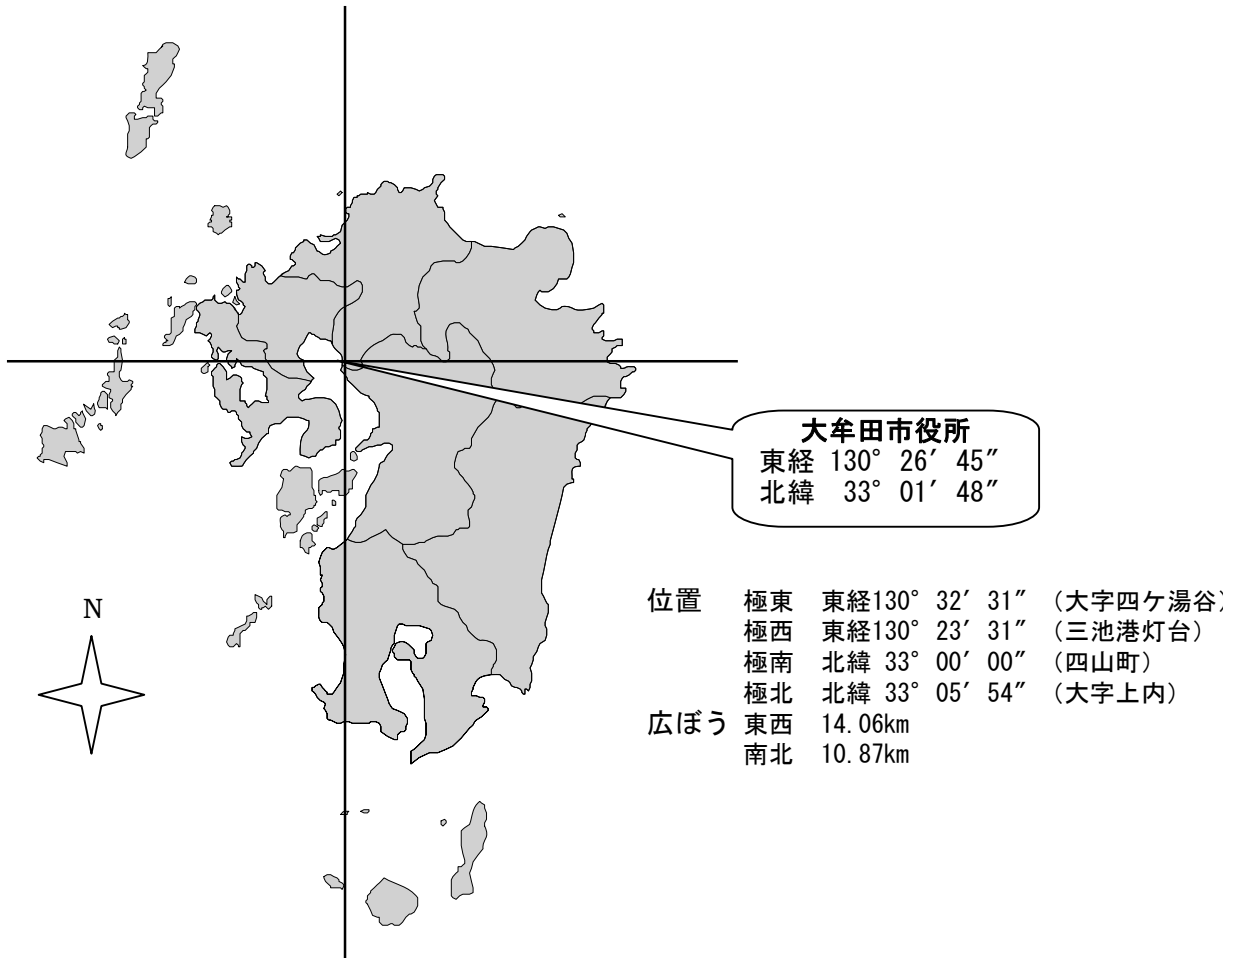 大牟田市役所
東経 130° 26′ 45″
北緯 33° 01′ 48″
N
位置 極東 東経130° 32′ 31″ (大字四ケ湯谷)
極西 東経130° 23′ 31″ (三池港灯台)
極南 北緯 33° 00′ 00″ (四山町)
極北 北緯 33° 05′ 54″ (大字上内)
広ぼう 東西 14.06km
南北 10.87km